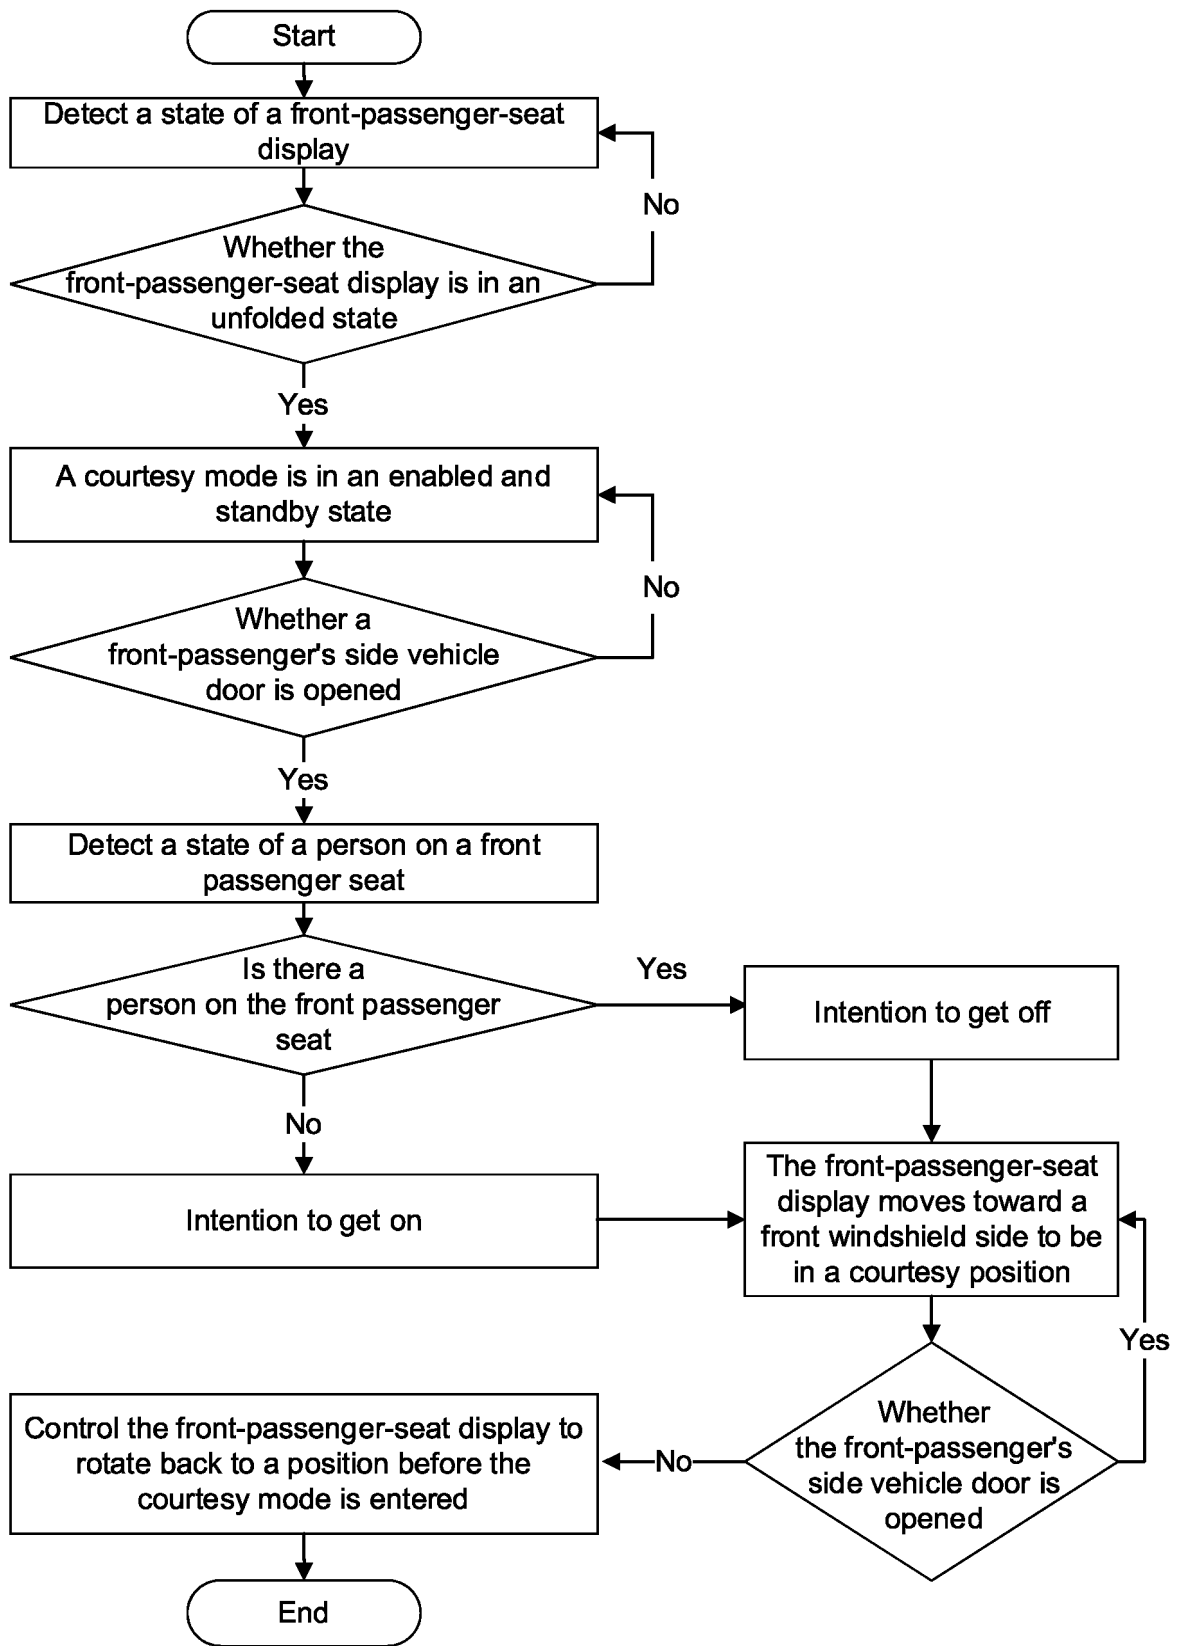 Start
Detect a state of a front-passenger-seat
display
No
Whether the
front-passenger-seat display is in an
unfolded state
Yes
A courtesy mode is in an enabled and
standby state
No
Whether a
front-passenger's side vehicle
door is opened
Yes
Detect a state of a person on a front
passenger seat
Is there a
person on the front passenger
seat
Yes
Intention to get off
No
Intention to get on
The front-passenger-seat
display moves toward a
front windshield side to be
in a courtesy position
Yes
Whether
the front-passenger's
side vehicle door is
opened
No
Control the front-passenger-seat display to
rotate back to a position before the
courtesy mode is entered
End